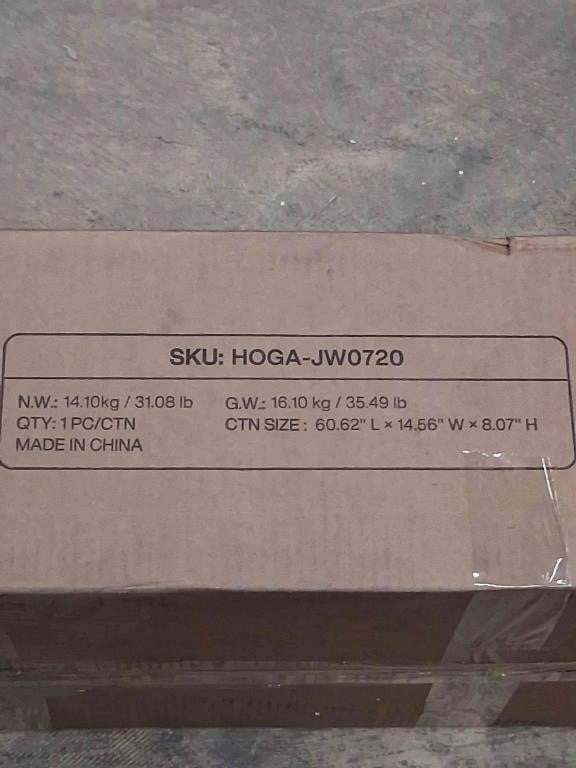 SKU: HOGA-JW0720
N.W.: 14.10kg / 31.08 lb G.W.: 16.10 kg / 35.49 lb
QTY: 1 PC/CTN CTN SIZE : 60.62" L × 14.56" W × 8.07" H
MADE IN CHINA